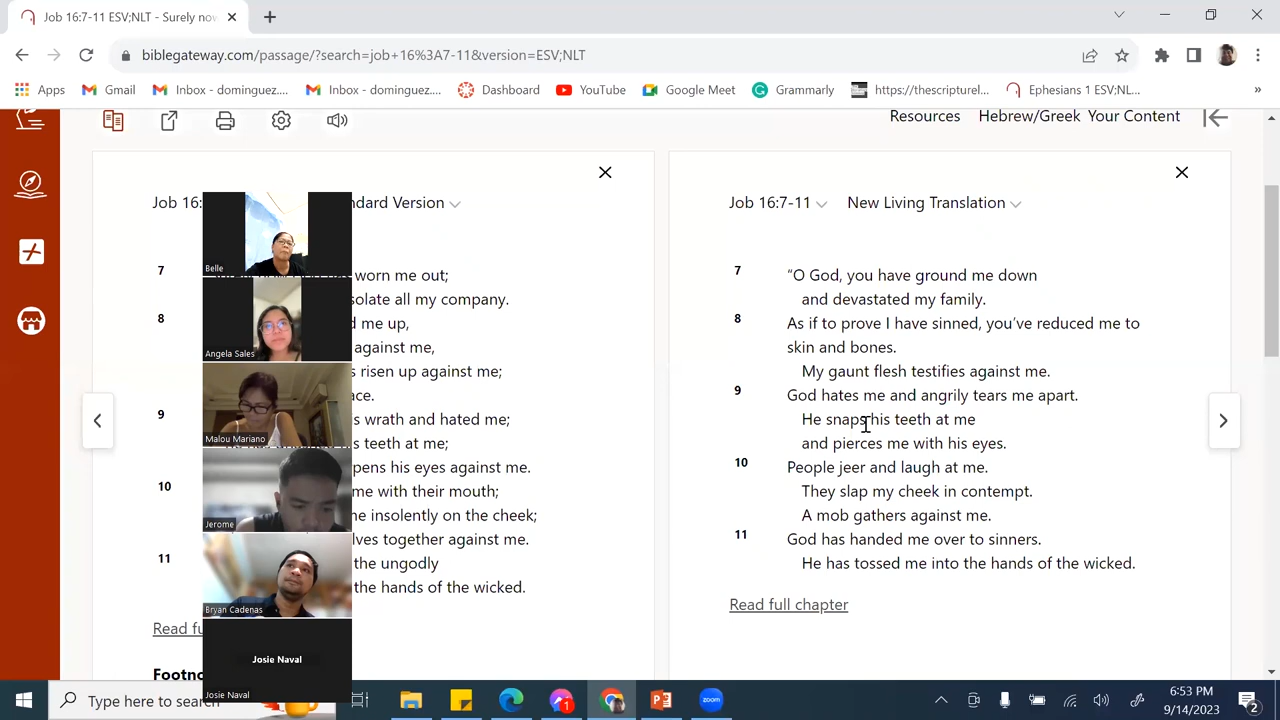 Job 16:7-11 ESV;NLT - Surely nov
biblegateway.com/passage/?search=job+16%3A7-11&version=ESV;NLT
Apps
Gmail
Inbox - dominguez....
Inbox - dominguez....
Dashboard
YouTube
Google Meet
Grammarly
https://thescripturel...
Ephesians 1 ESV;NL...
»
Resources
Hebrew/Greek
Your Content
Job 16:
ndard Version
7
worn me out;
solate all my company.
8
d me up,
against me,
s risen up against me;
ace.
9
s wrath and hated me;
his teeth at me;
pens his eyes against me.
10
me with their mouth;
ne insolently on the cheek;
lves together against me.
11
the ungodly
the hands of the wicked.
Read fu
Footno
Belle
Angela Sales
Malou Mariano
Jerome
Bryan Cadenas
Josie Naval
Josie Naval
Job 16:7-11
New Living Translation
7
“O God, you have ground me down
and devastated my family.
8
As if to prove I have sinned, you’ve reduced me to
skin and bones.
My gaunt flesh testifies against me.
9
God hates me and angrily tears me apart.
He snaps his teeth at me
and pierces me with his eyes.
10
People jeer and laugh at me.
They slap my cheek in contempt.
A mob gathers against me.
11
God has handed me over to sinners.
He has tossed me into the hands of the wicked.
Read full chapter
Type here to search
1
zoom
6:53 PM
9/14/2023
2